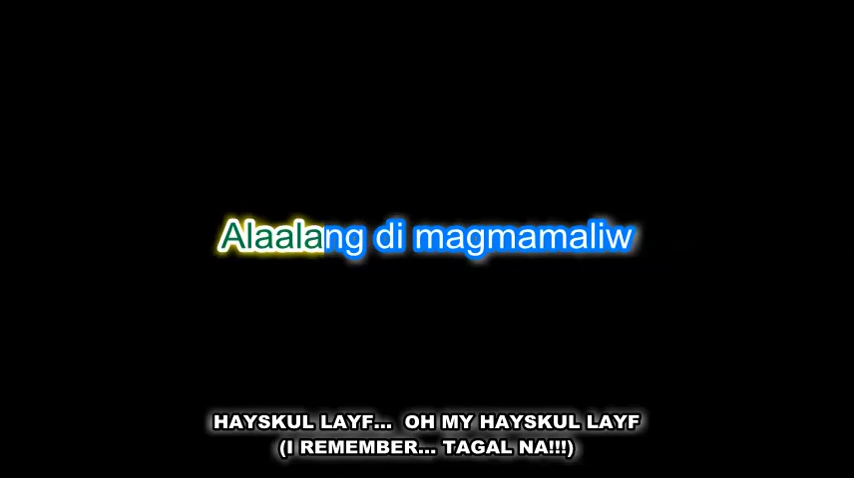 Alaalang di magmamaliw
HAYSKUL LAYF... OH MY HAYSKUL LAYF
(I REMEMBER... TAGAL NA!!!)